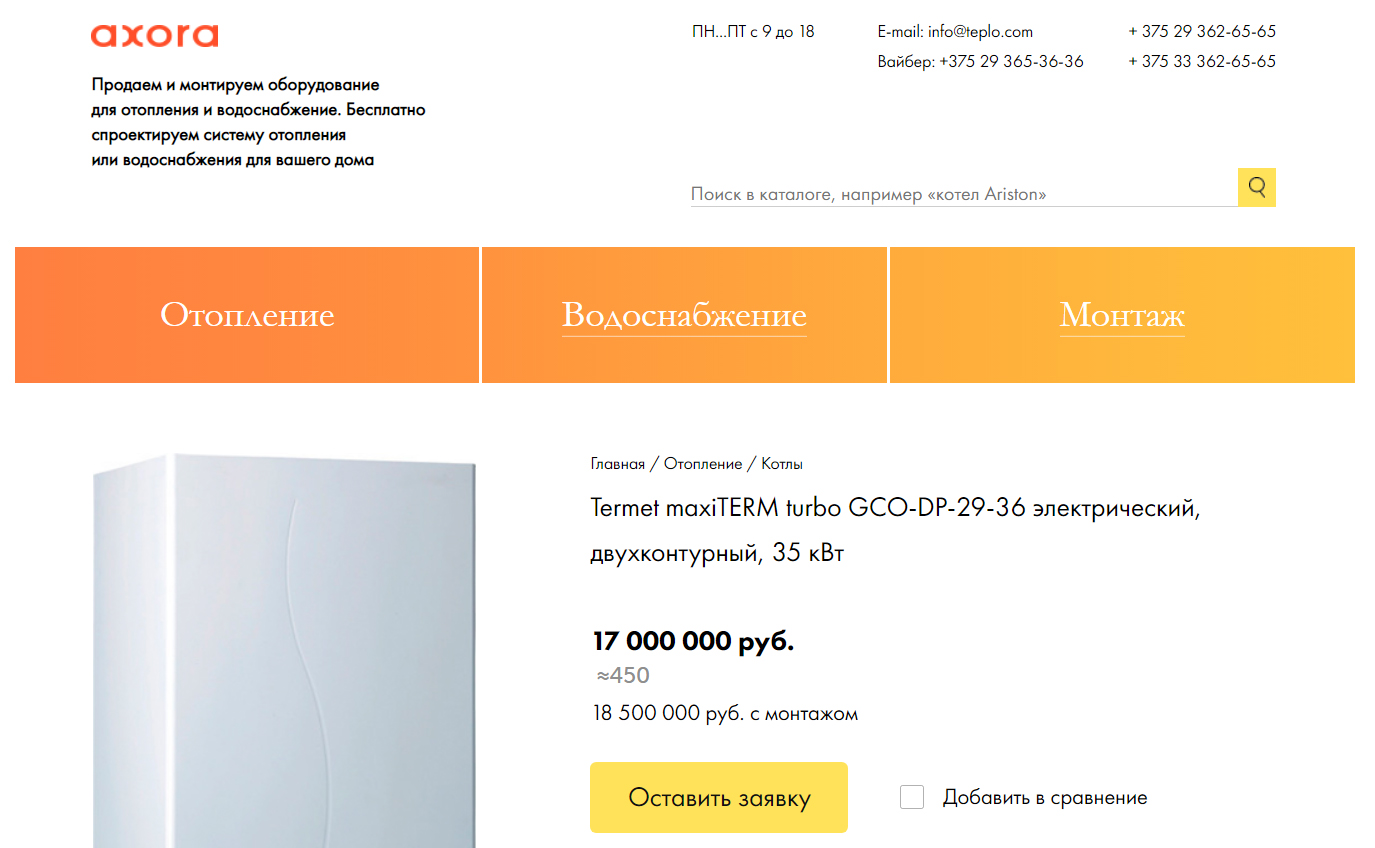 axora
ПН...ПТ с 9 до 18
E-mail: info@teplo.com
+ 375 29 362-65-65
Вайбер: +375 29 365-36-36
+ 375 33 362-65-65
Продаем и монтируем оборудование
для отопления и водоснабжение. Бесплатно
спроектируем систему отопления
или водоснабжения для вашего дома
Поиск в каталоге, например «котел Ariston»
Отопление
Водоснабжение
Монтаж
Главная / Отопление / Котлы
Termet maxiTERM turbo GCO-DP-29-36 электрический,
двухконтурный, 35 кВт
17 000 000 руб.
≈450
18 500 000 руб. с монтажом
Оставить заявку
Добавить в сравнение